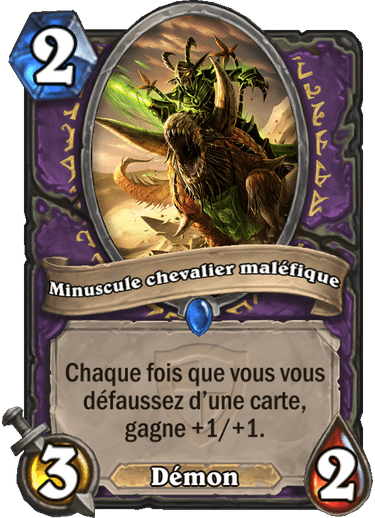 2
Minuscule chevalier maléfique
Chaque fois que vous vous
défaussez d'une carte,
gagne +1/+1.
3
Démon
2